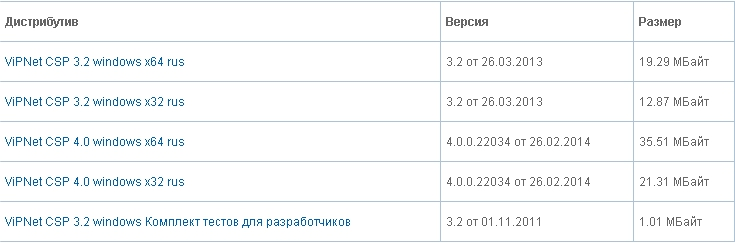 Дистрибутив Версия Размер
ViPNet CSP 3.2 windows x64 rus 3.2 от 26.03.2013 19.29 МБайт
ViPNet CSP 3.2 windows x32 rus 3.2 от 26.03.2013 12.87 МБайт
ViPNet CSP 4.0 windows x64 rus 4.0.0.22034 от 26.02.2014 35.51 МБайт
ViPNet CSP 4.0 windows x32 rus 4.0.0.22034 от 26.02.2014 21.31 МБайт
ViPNet CSP 3.2 windows Комплект тестов для разработчиков 3.2 от 01.11.2011 1.01 МБайт